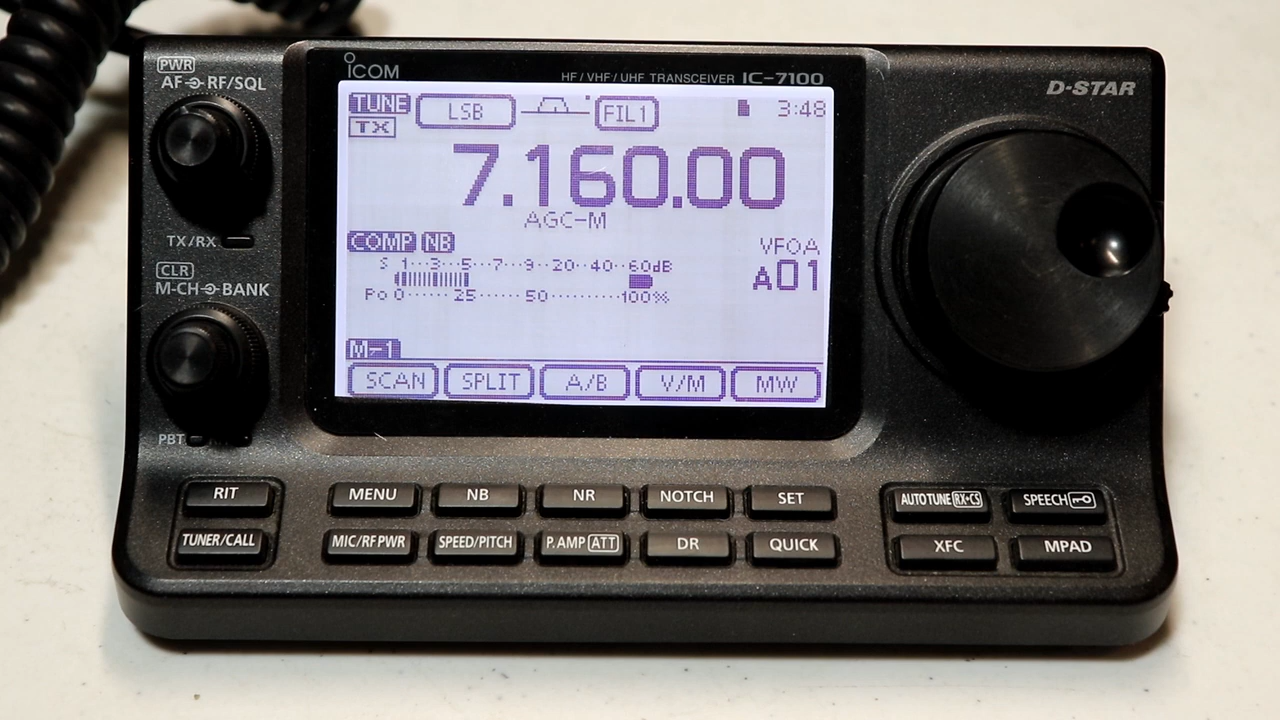 PWR
AF RF/SQL
ICOM
HF/VHF/UHF TRANSCEIVER IC-7100
D-STAR
TUNE LSB FIL1 3:48
TX
7.160.00
AGC-M
COMP NB
VFOA
A01
S 1···3···5···7···9··20··40··60dB
Po 0······25······50·········100%
M-1
SCAN SPLIT A/B V/M MW
TX/RX
CLR
M-CH BANK
PBT
RIT MENU NB NR NOTCH SET AUTOTUNE RX→CS SPEECH
TUNER/CALL MIC/RF PWR SPEED/PITCH P.AMP ATT DR QUICK XFC MPAD